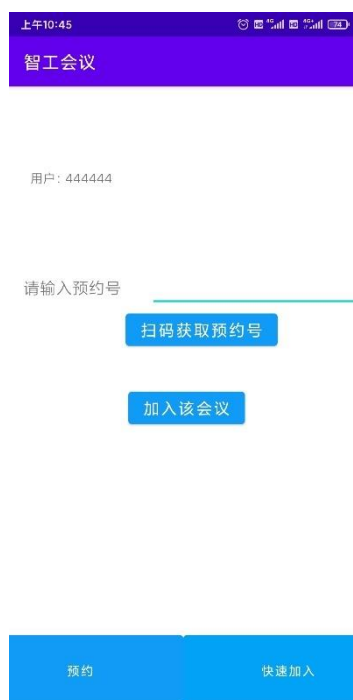 上午10:45
74
智工会议
用户: 444444
请输入预约号
扫码获取预约号
加入该会议
预约 快速加入